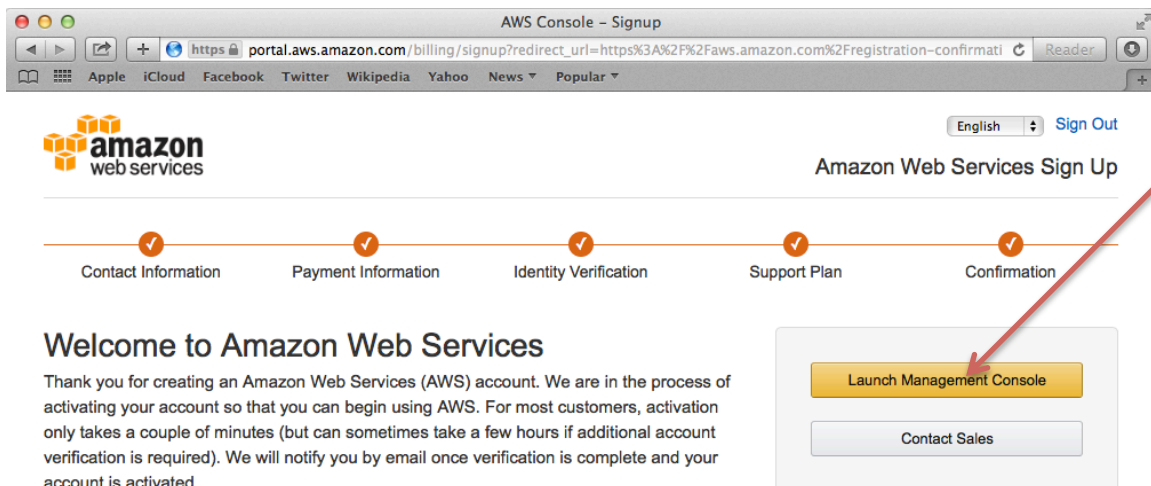 AWS Console – Signup
https portal.aws.amazon.com/billing/signup?redirect_url=https%3A%2F%2Faws.amazon.com%2Fregistration-confirmati Reader
Apple iCloud Facebook Twitter Wikipedia Yahoo News Popular
amazon
web services
English Sign Out
Amazon Web Services Sign Up
Contact Information Payment Information Identity Verification Support Plan Confirmation
Welcome to Amazon Web Services
Thank you for creating an Amazon Web Services (AWS) account. We are in the process of
activating your account so that you can begin using AWS. For most customers, activation
only takes a couple of minutes (but can sometimes take a few hours if additional account
verification is required). We will notify you by email once verification is complete and your
account is activated.
Launch Management Console
Contact Sales